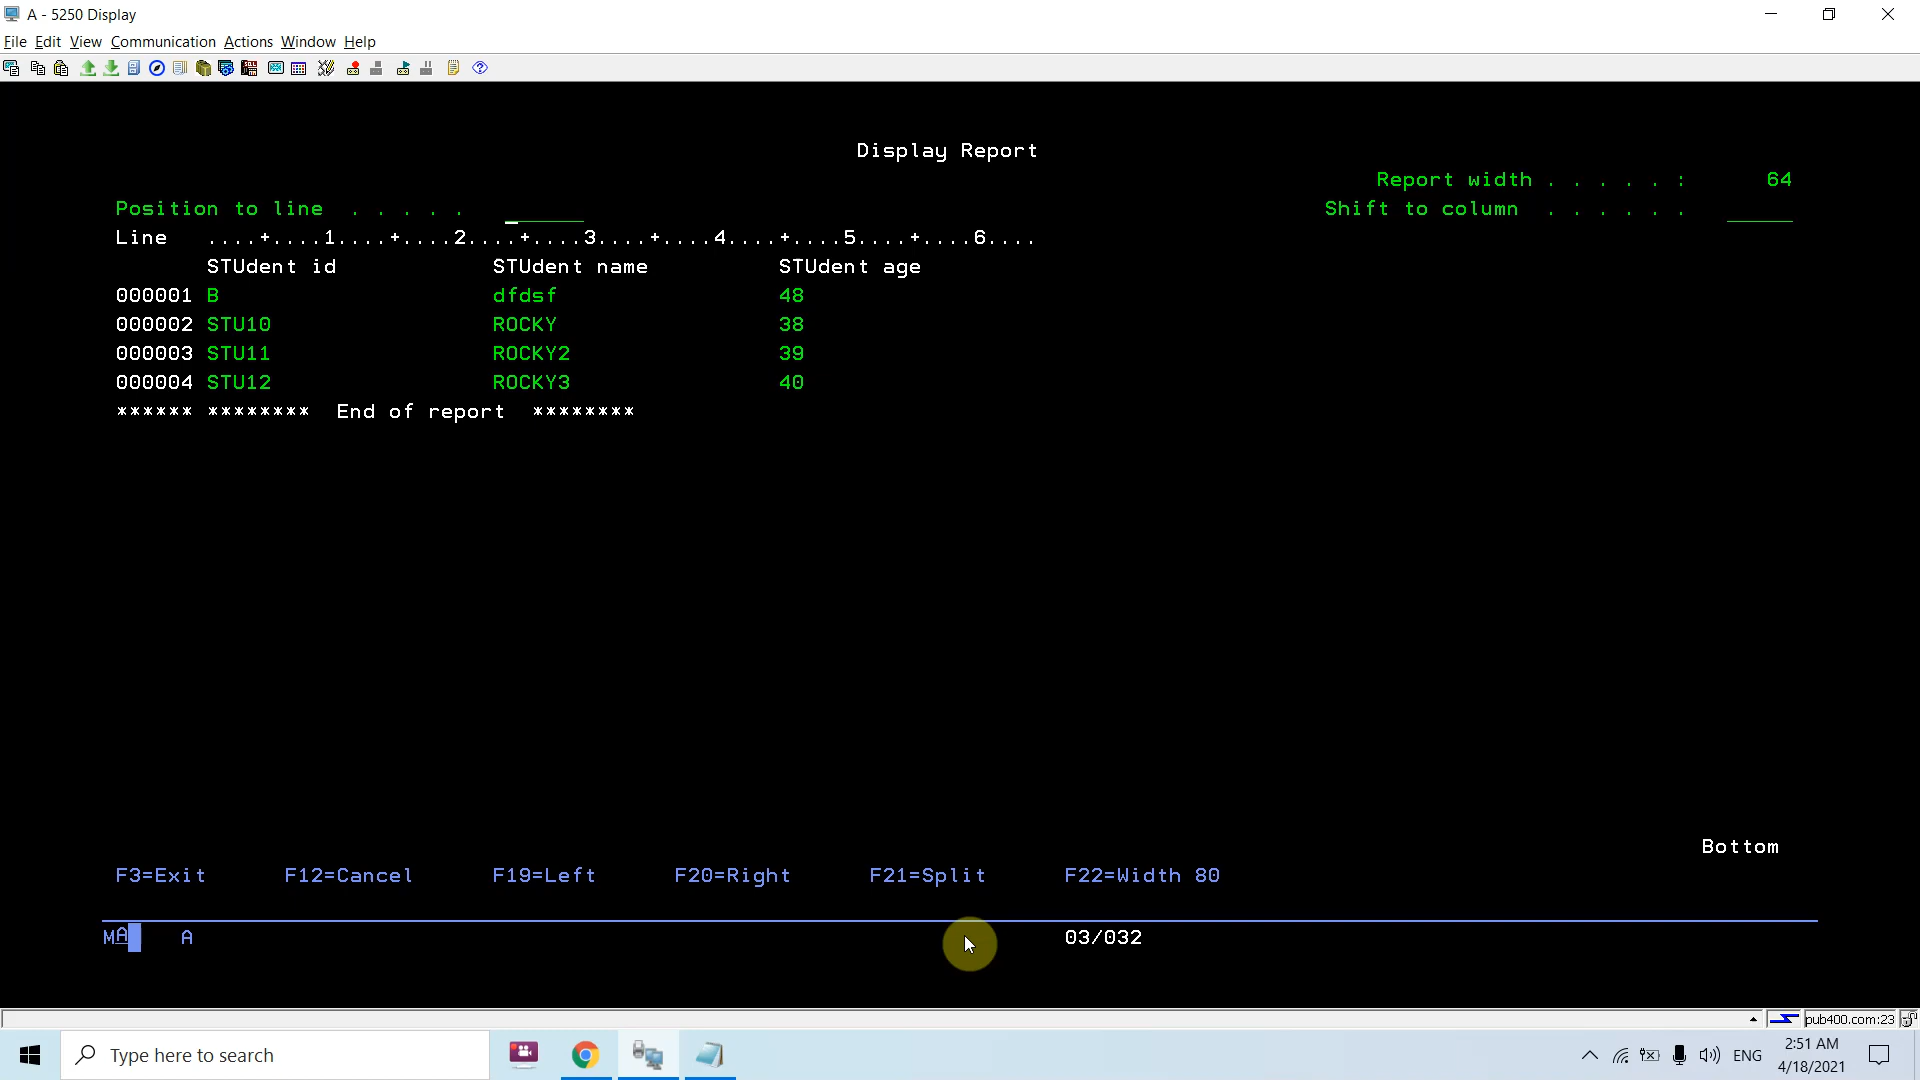 A - 5250 Display
File Edit View Communication Actions Window Help
Display Report
Report width . . . . . : 64
Position to line . . . . . Shift to column . . . . . .
Line ....+....1....+....2....+....3....+....4....+....5....+....6....
STUdent id STUdent name STUdent age
000001 B dfdsf 48
000002 STU10 ROCKY 38
000003 STU11 ROCKY2 39
000004 STU12 ROCKY3 40
****** ******** End of report ********
Bottom
F3=Exit F12=Cancel F19=Left F20=Right F21=Split F22=Width 80
MA A 03/032
pub400.com:23
Type here to search
ENG
2:51 AM
4/18/2021